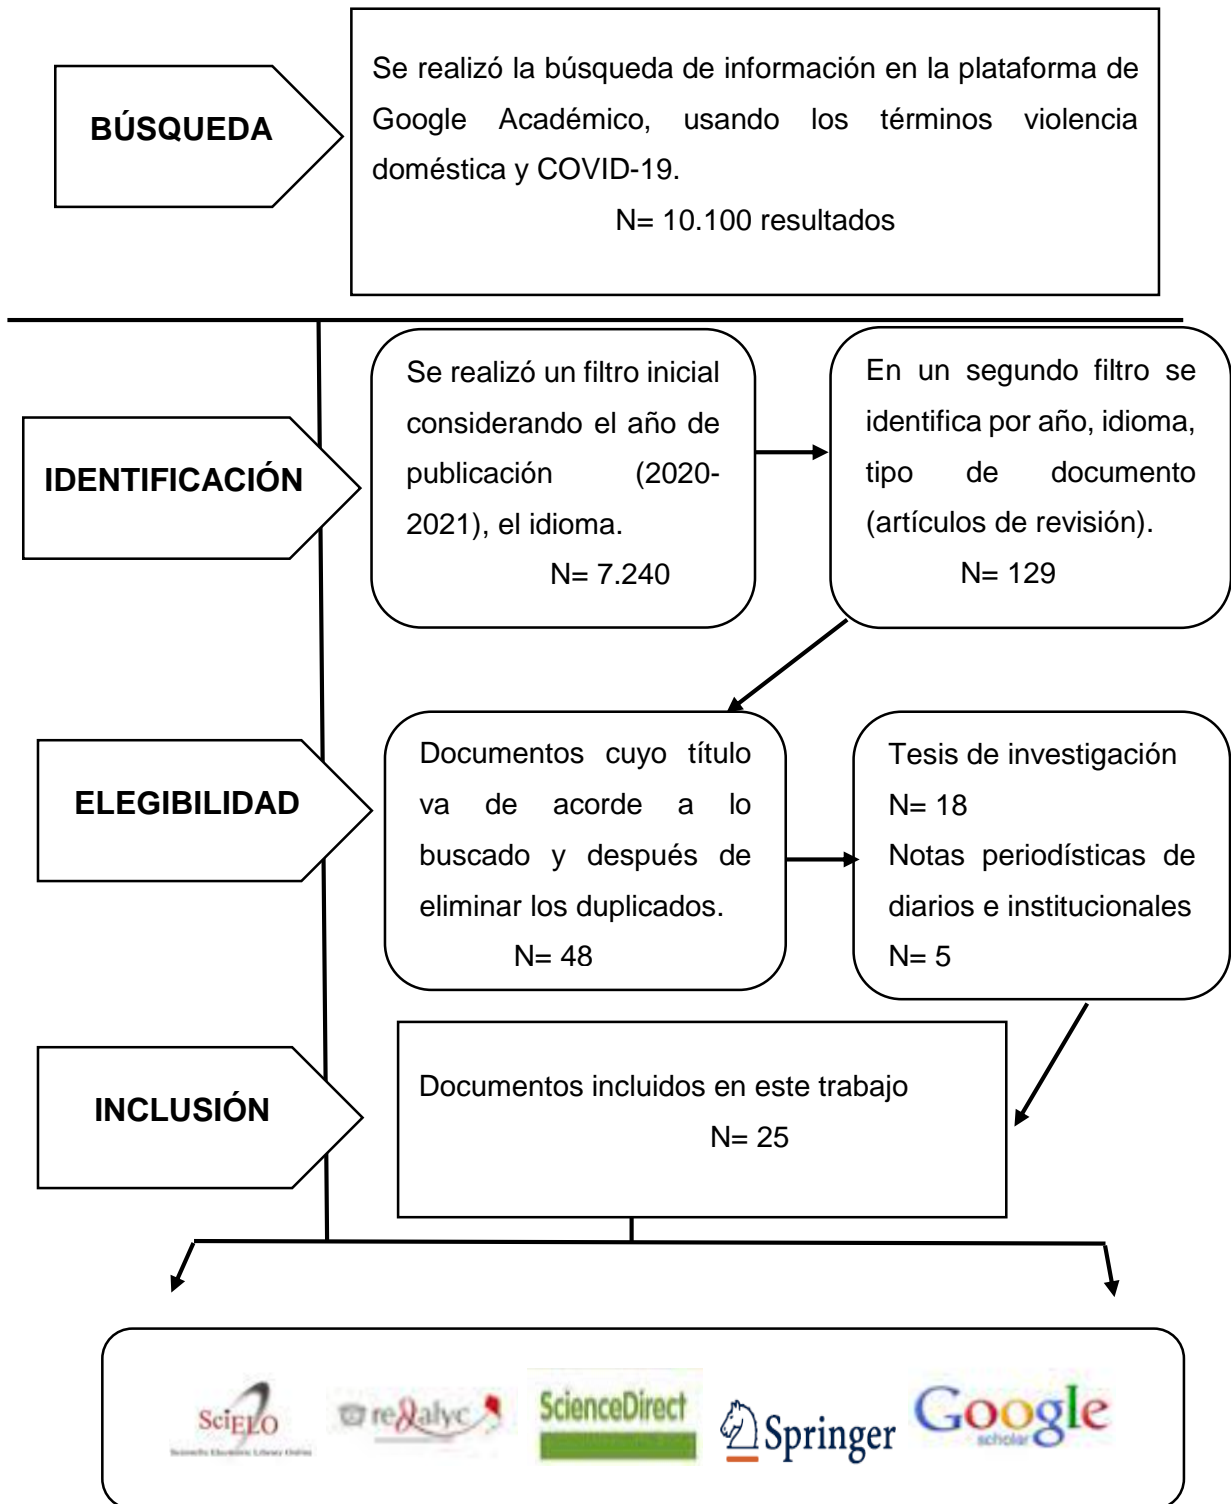 BÚSQUEDA
Se realizó la búsqueda de información en la plataforma de
Google Académico, usando los términos violencia
doméstica y COVID-19.
N= 10.100 resultados
IDENTIFICACIÓN
Se realizó un filtro inicial
considerando el año de
publicación (2020-
2021), el idioma.
N= 7.240
En un segundo filtro se
identifica por año, idioma,
tipo de documento
(artículos de revisión).
N= 129
ELEGIBILIDAD
Documentos cuyo título
va de acorde a lo
buscado y después de
eliminar los duplicados.
N= 48
Tesis de investigación
N= 18
Notas periodísticas de
diarios e institucionales
N= 5
INCLUSIÓN
Documentos incluidos en este trabajo
N= 25
SciELO
Scientific Electronic Library Online
redalyc
ScienceDirect
Springer
Google
scholar